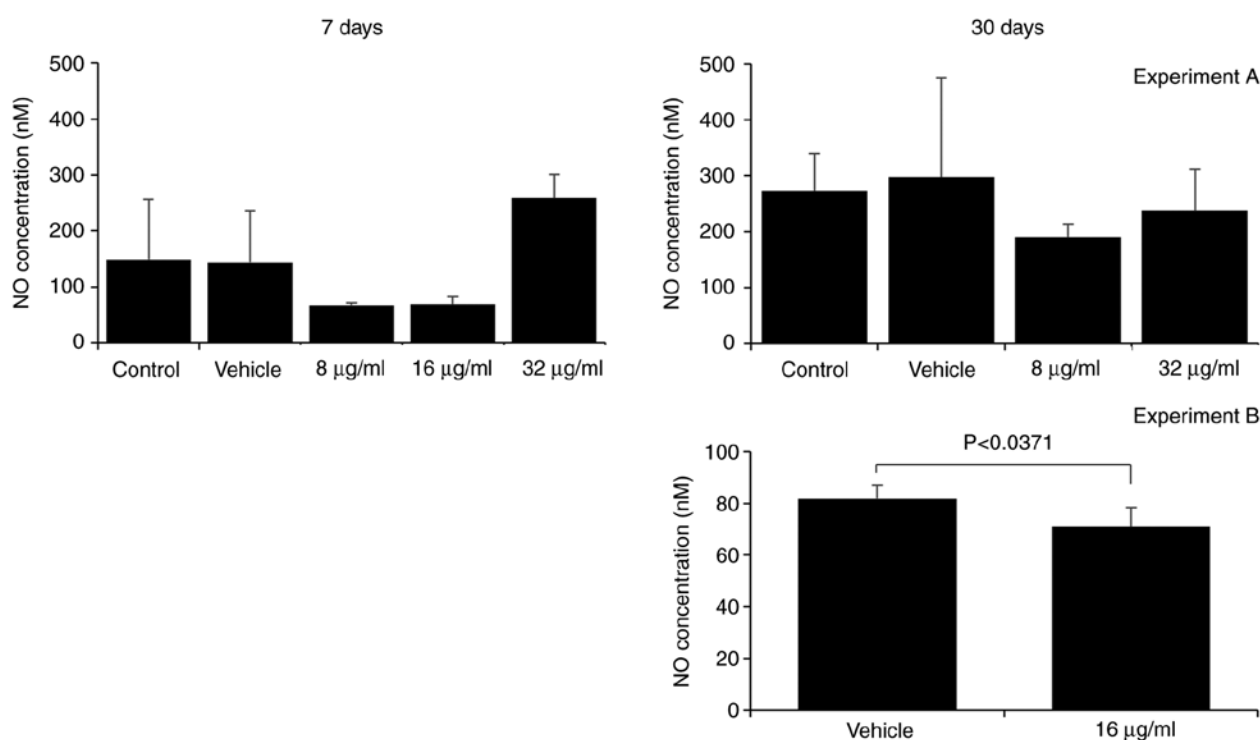 7 days
500
400
300
200
100
0
NO concentration (nM)
Control Vehicle 8 µg/ml 16 µg/ml 32 µg/ml
30 days
Experiment A
500
400
300
200
100
0
NO concentration (nM)
Control Vehicle 8 µg/ml 32 µg/ml
Experiment B
P<0.0371
100
80
60
40
20
0
NO concentration (nM)
Vehicle 16 µg/ml